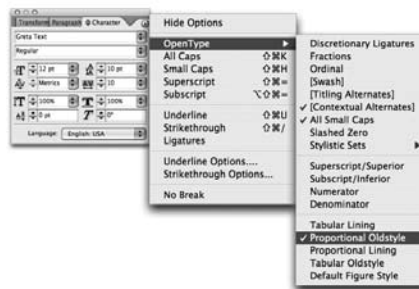 Transform Paragraph Character
Greta Text
Regular
12 pt 10 pt
Metrics 10
100% 100%
0 pt 0°
Language: English: USA
Hide Options
OpenType
All Caps ⇧⌘K
Small Caps ⇧⌘H
Superscript ⇧⌘=
Subscript ⌥⇧⌘=
Underline ⇧⌘U
Strikethrough ⇧⌘/
Ligatures
Underline Options....
Strikethrough Options...
No Break
Discretionary Ligatures
Fractions
Ordinal
[Swash]
[Titling Alternates]
✓ [Contextual Alternates]
✓ All Small Caps
Slashed Zero
Stylistic Sets
Superscript/Superior
Subscript/Inferior
Numerator
Denominator
Tabular Lining
✓ Proportional Oldstyle
Proportional Lining
Tabular Oldstyle
Default Figure Style